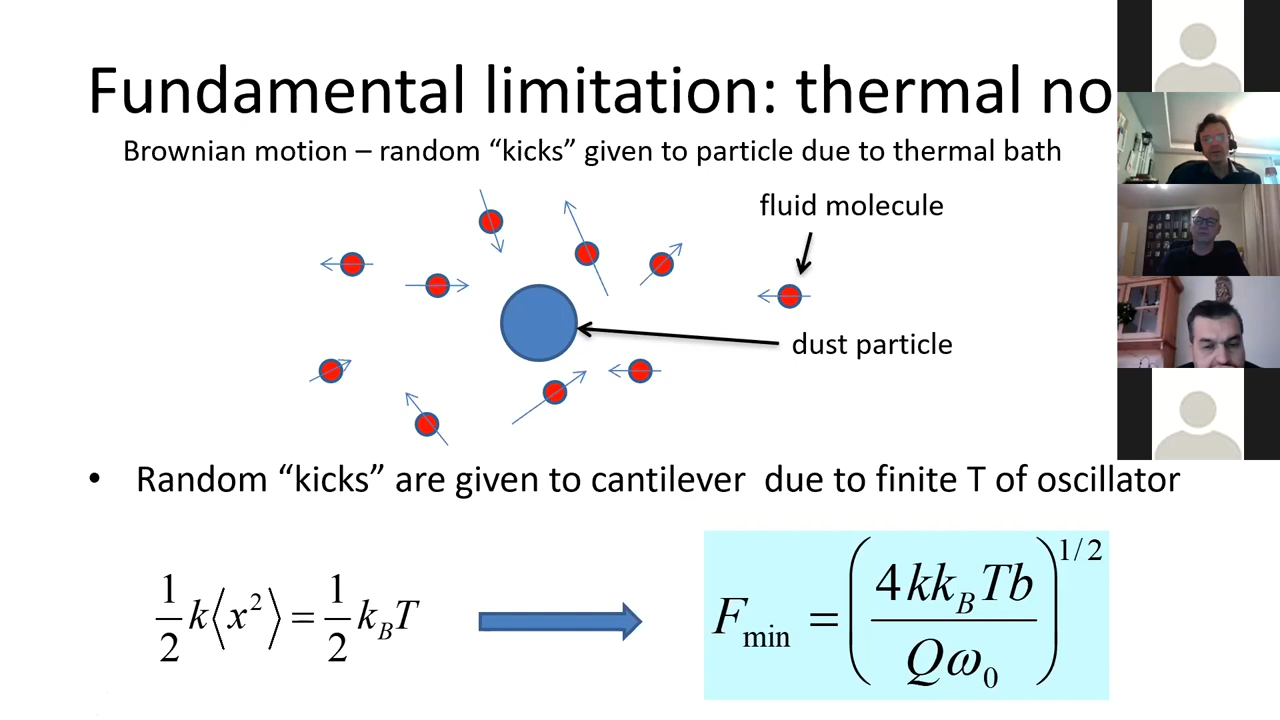 Fundamental limitation: thermal no
Brownian motion – random “kicks” given to particle due to thermal bath
fluid molecule
dust particle
• Random “kicks” are given to cantilever due to finite T of oscillator
1/2 k⟨x²⟩ = 1/2 k_B T
F_min = (4kk_B Tb / Qω₀)^1/2